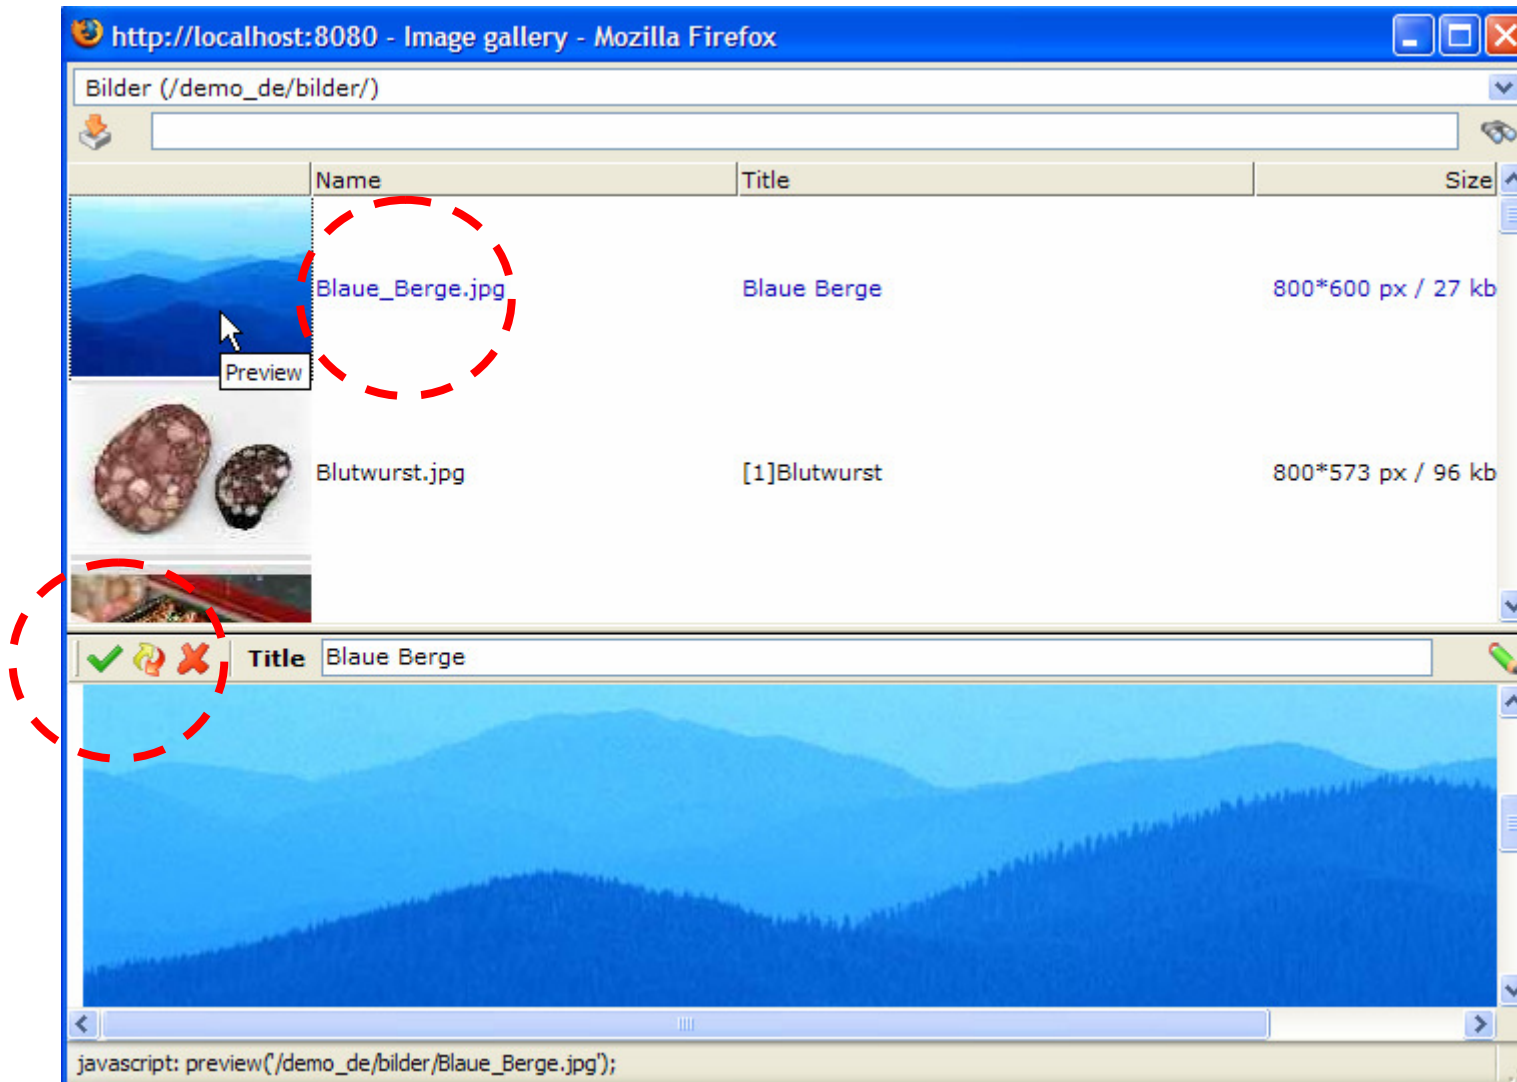 http://localhost:8080 - Image gallery - Mozilla Firefox
Bilder (/demo_de/bilder/)
Name Title Size
Blaue_Berge.jpg Blaue Berge 800*600 px / 27 kb
Preview
Blutwurst.jpg [1]Blutwurst 800*573 px / 96 kb
Title Blaue Berge
javascript: preview('/demo_de/bilder/Blaue_Berge.jpg');